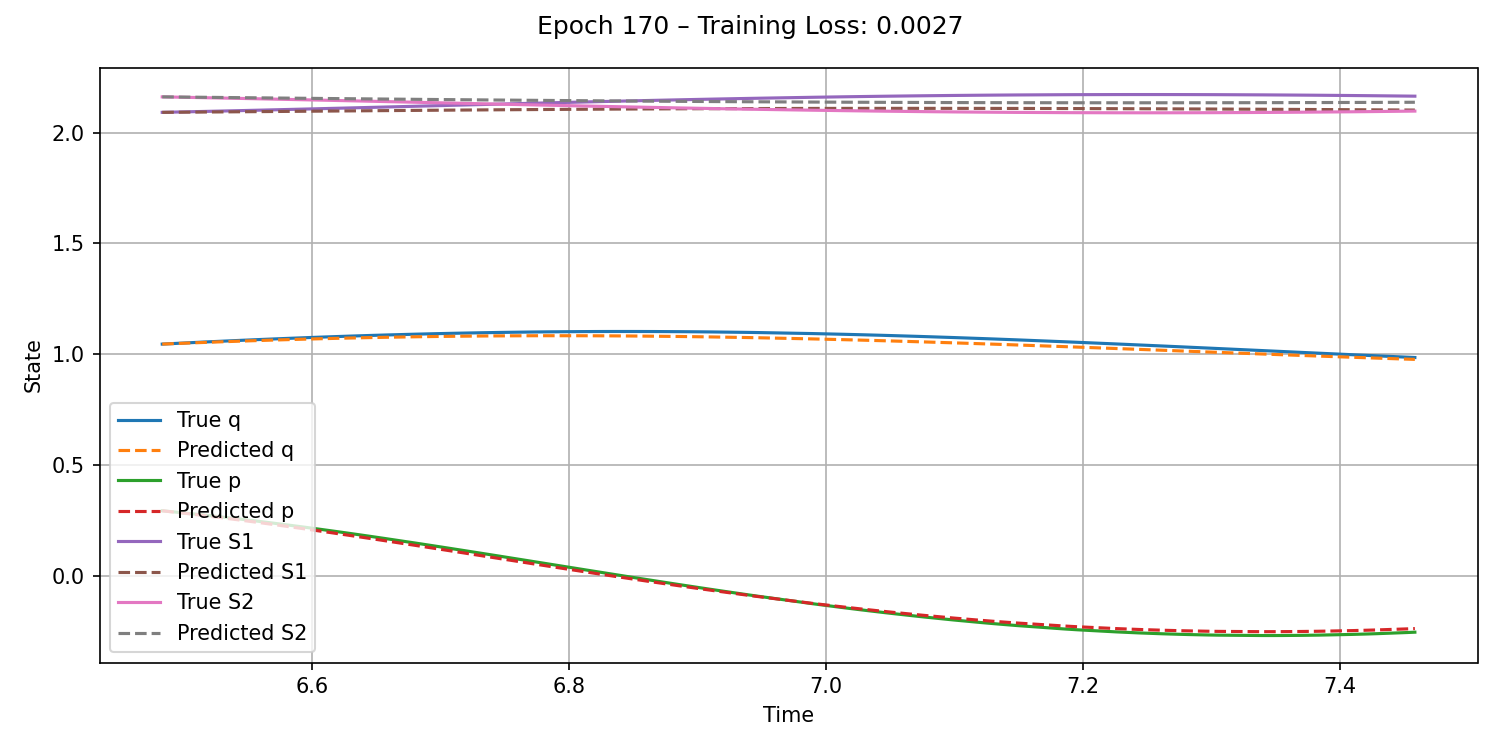 Epoch 170 – Training Loss: 0.0027
2.0
1.5
1.0
0.5
0.0
State
True q
Predicted q
True p
Predicted p
True S1
Predicted S1
True S2
Predicted S2
6.6
6.8
7.0
7.2
7.4
Time